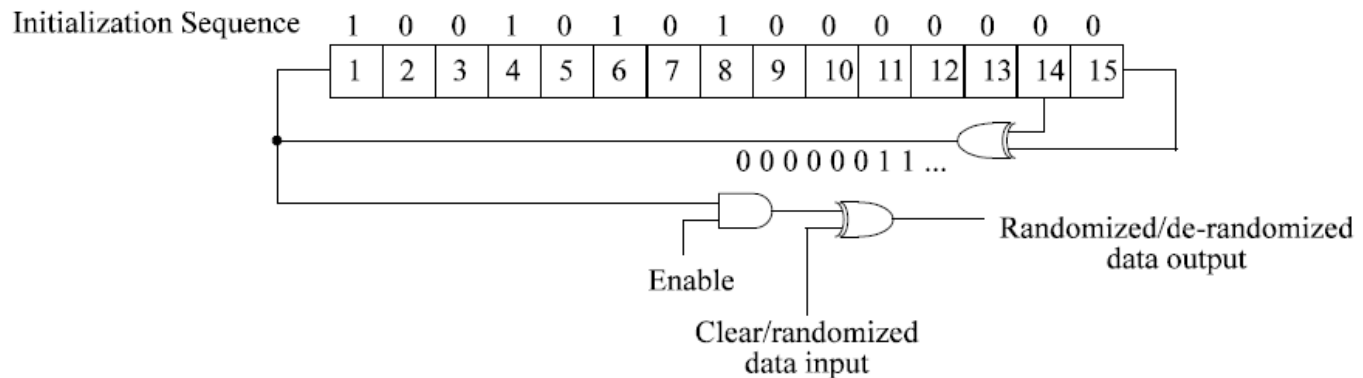 Initialization Sequence 1 0 0 1 0 1 0 1 0 0 0 0 0 0 0
1 2 3 4 5 6 7 8 9 10 11 12 13 14 15
0 0 0 0 0 0 1 1 ...
Randomized/de-randomized
data output
Enable
Clear/randomized
data input